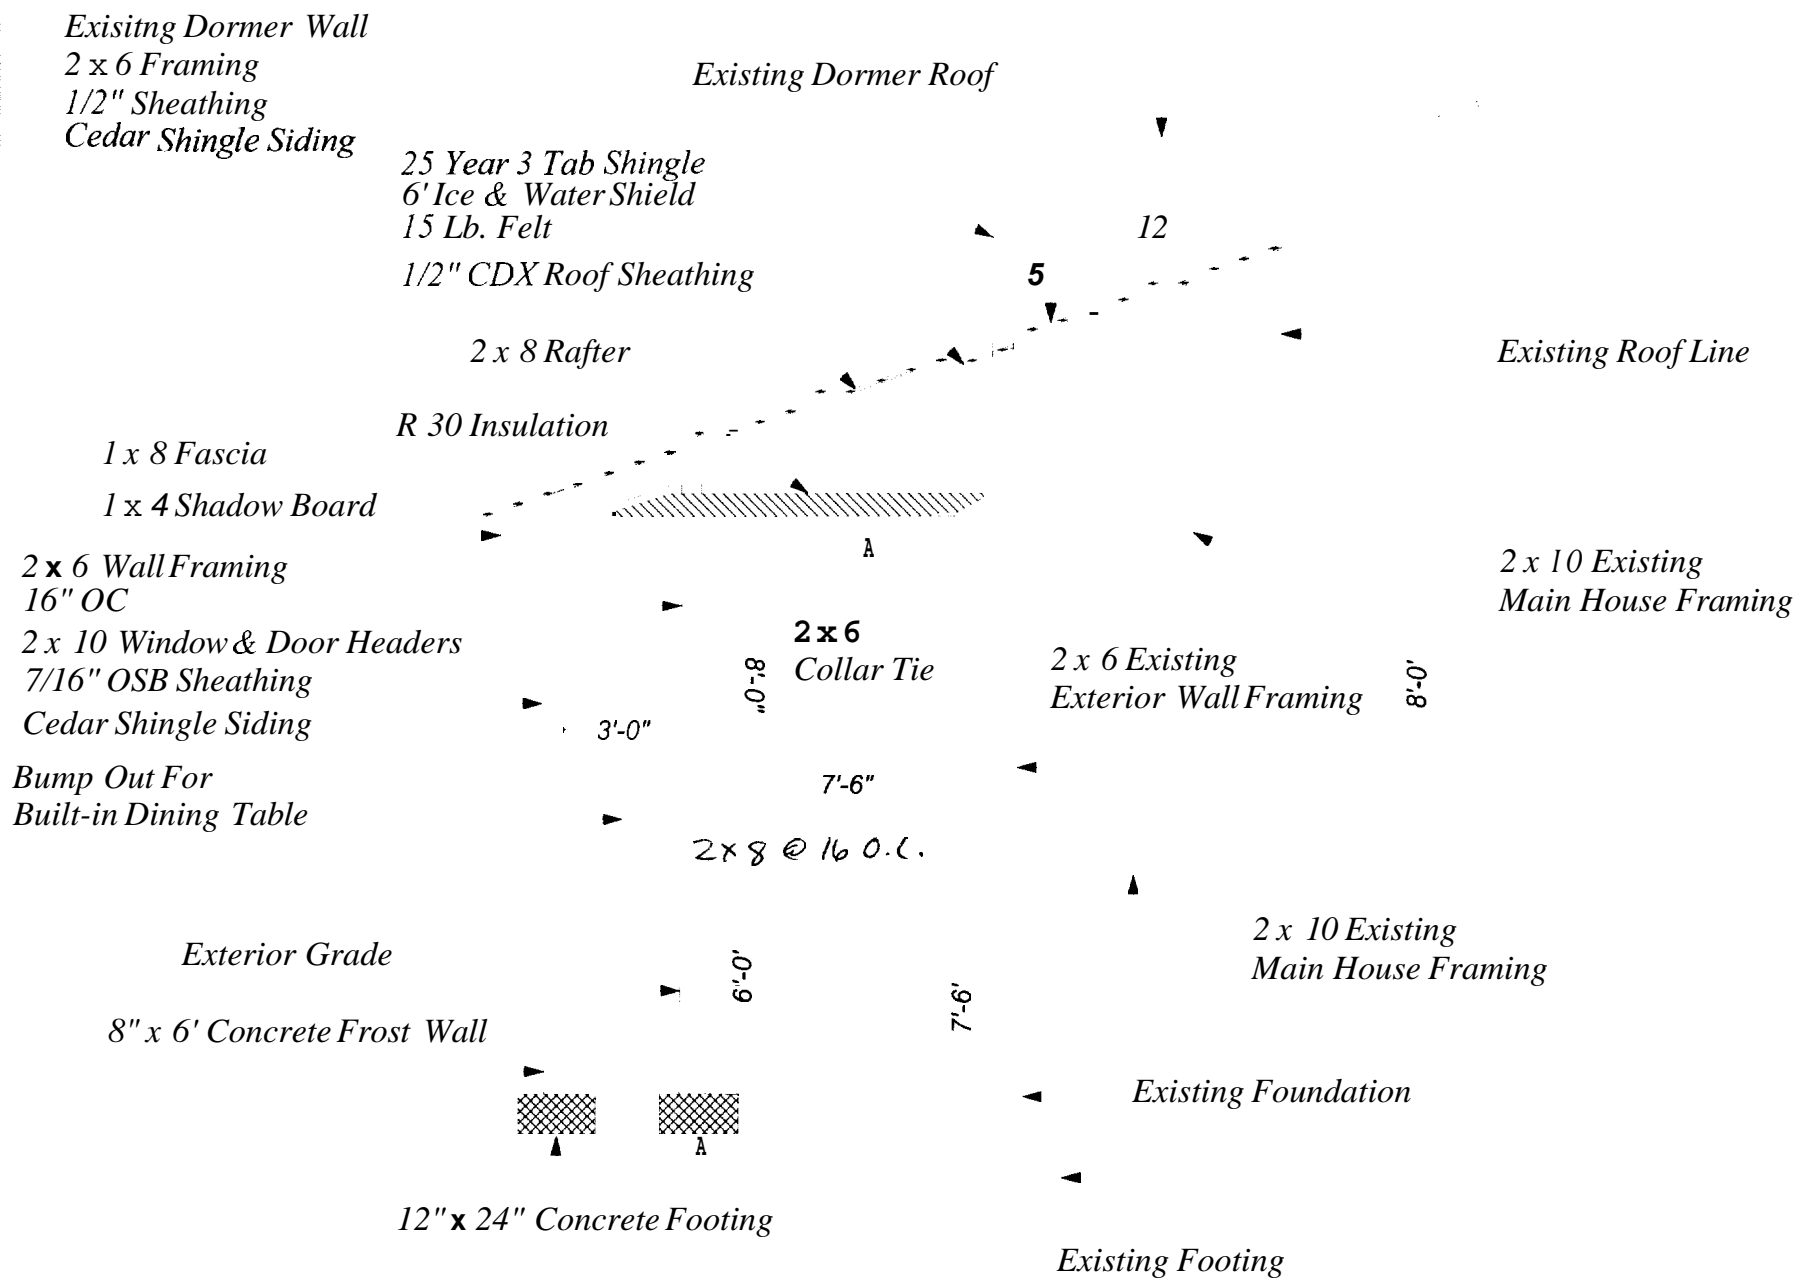 Exisitng Dormer Wall
2 x 6 Framing
1/2" Sheathing
Cedar Shingle Siding
Existing Dormer Roof
25 Year 3 Tab Shingle
6' Ice & Water Shield
15 Lb. Felt
1/2" CDX Roof Sheathing
12
5
2 x 8 Rafter
Existing Roof Line
R 30 Insulation
1 x 8 Fascia
1 x 4 Shadow Board
A
2 x 6 Wall Framing
16" OC
2 x 10 Window & Door Headers
7/16" OSB Sheathing
Cedar Shingle Siding
2 x 10 Existing
Main House Framing
2 x 6
Collar Tie
8'-0"
2 x 6 Existing
Exterior Wall Framing
8'-0'
3'-0"
Bump Out For
Built-in Dining Table
7'-6"
2x8 @ 16 O.C.
Exterior Grade
6'-0'
7'-6'
2 x 10 Existing
Main House Framing
8" x 6' Concrete Frost Wall
Existing Foundation
A
12" x 24" Concrete Footing
Existing Footing